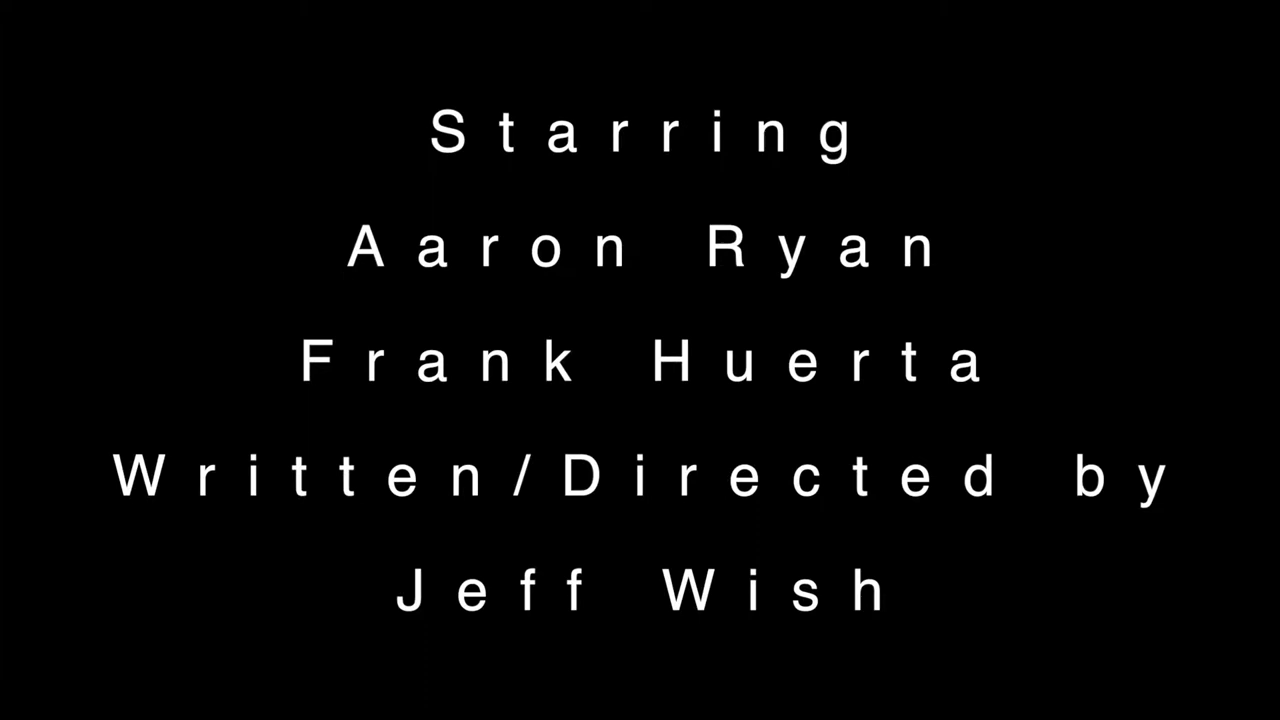 Starring
Aaron Ryan
Frank Huerta
Written/Directed by
Jeff Wish